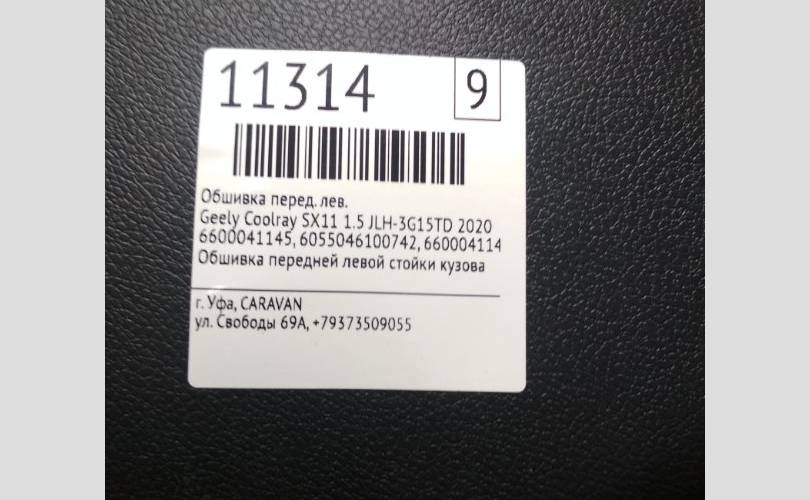 11314 9
Обшивка перед. лев.
Geely Coolray SX11 1.5 JLH-3G15TD 2020
6600041145, 6055046100742, 660004114
Обшивка передней левой стойки кузова
г. Уфа, CARAVAN
ул. Свободы 69А, +79373509055